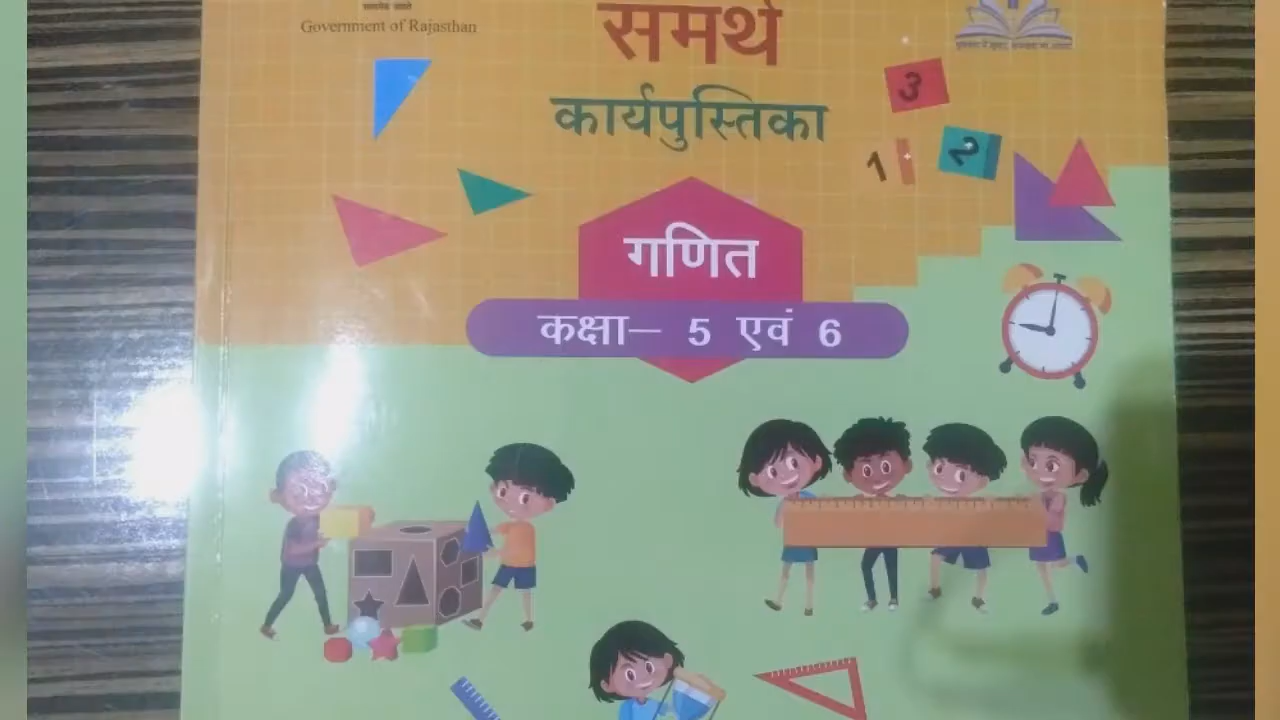 Government of Rajasthan
समर्थ
कार्यपुस्तिका
3
1
2
गणित
कक्षा– 5 एवं 6